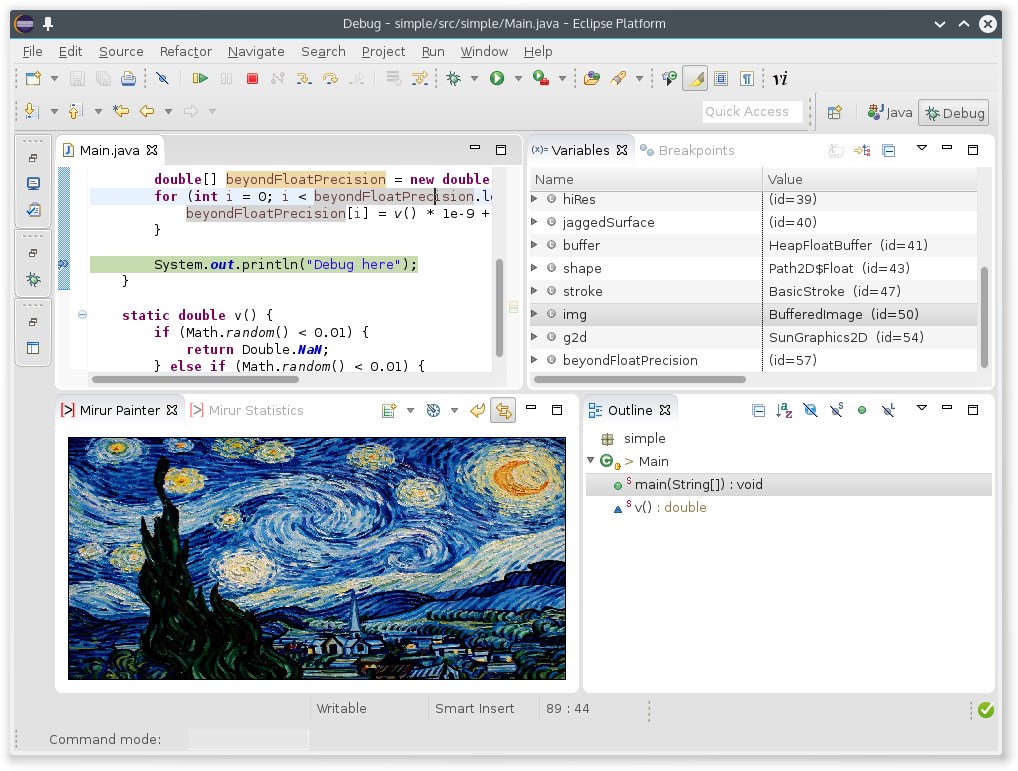 Debug - simple/src/simple/Main.java - Eclipse Platform
File Edit Source Refactor Navigate Search Project Run Window Help
vi
Quick Access
Java
Debug
Main.java
double[] beyondFloatPrecision = new double
for (int i = 0; i < beyondFloatPrecision.le
beyondFloatPrecision[i] = v() * 1e-9 +
}
System.out.println("Debug here");
}
static double v() {
if (Math.random() < 0.01) {
return Double.NaN;
} else if (Math.random() < 0.01) {
(x)= Variables
Breakpoints
Name Value
hiRes (id=39)
jaggedSurface (id=40)
buffer HeapFloatBuffer (id=41)
shape Path2D$Float (id=43)
stroke BasicStroke (id=47)
img BufferedImage (id=50)
g2d SunGraphics2D (id=54)
beyondFloatPrecision (id=57)
Mirur Painter
Mirur Statistics
Outline
simple
> Main
main(String[]) : void
v() : double
Writable
Smart Insert
89 : 44
Command mode: